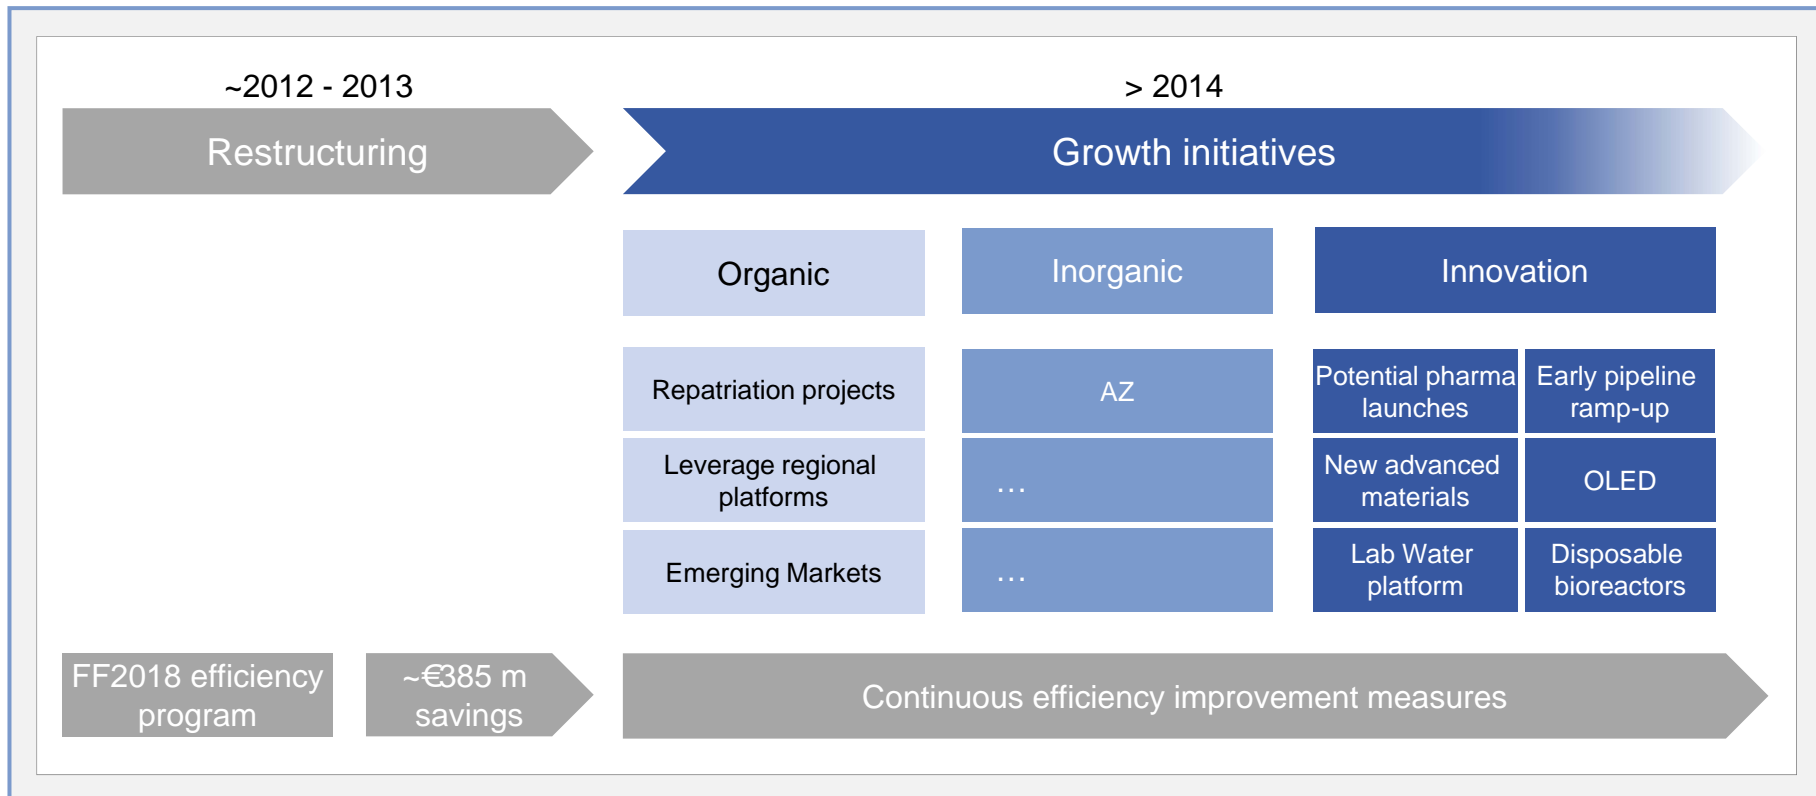 ~2012 - 2013
> 2014
Restructuring
Growth initiatives
Organic
Inorganic
Innovation
Repatriation projects
AZ
Potential pharma
launches
Early pipeline
ramp-up
Leverage regional
platforms
...
New advanced
materials
OLED
Emerging Markets
...
Lab Water
platform
Disposable
bioreactors
FF2018 efficiency
program
~€385 m
savings
Continuous efficiency improvement measures